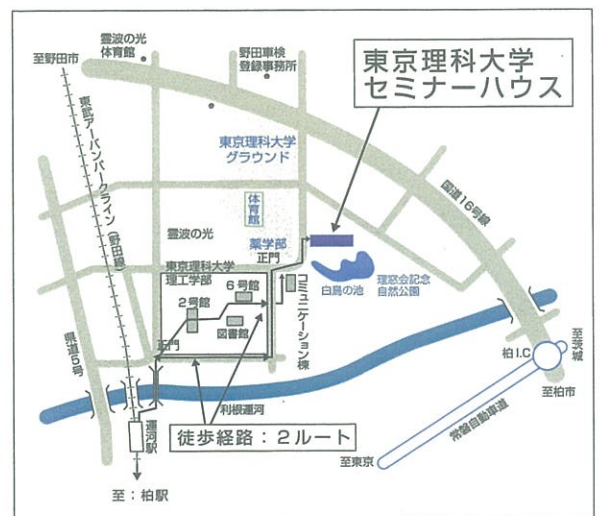 霊波の光
体育館
野田車検
登録事務所
東京理科大学
セミナーハウス
至野田市
東武アーバンパークライン(野田線)
東京理科大学
グラウンド
国道16号線
体育館
霊波の光
薬学部
正門
東京理科大学
理工学部
6号館
2号館
図書館
正門
コミュニケーション棟
白鳥の池
理窓会記念
自然公園
県道5号
至茨城
柏I.C
至柏市
利根運河
運河駅
徒歩経路:2ルート
常磐自動車道
至東京
至:柏駅